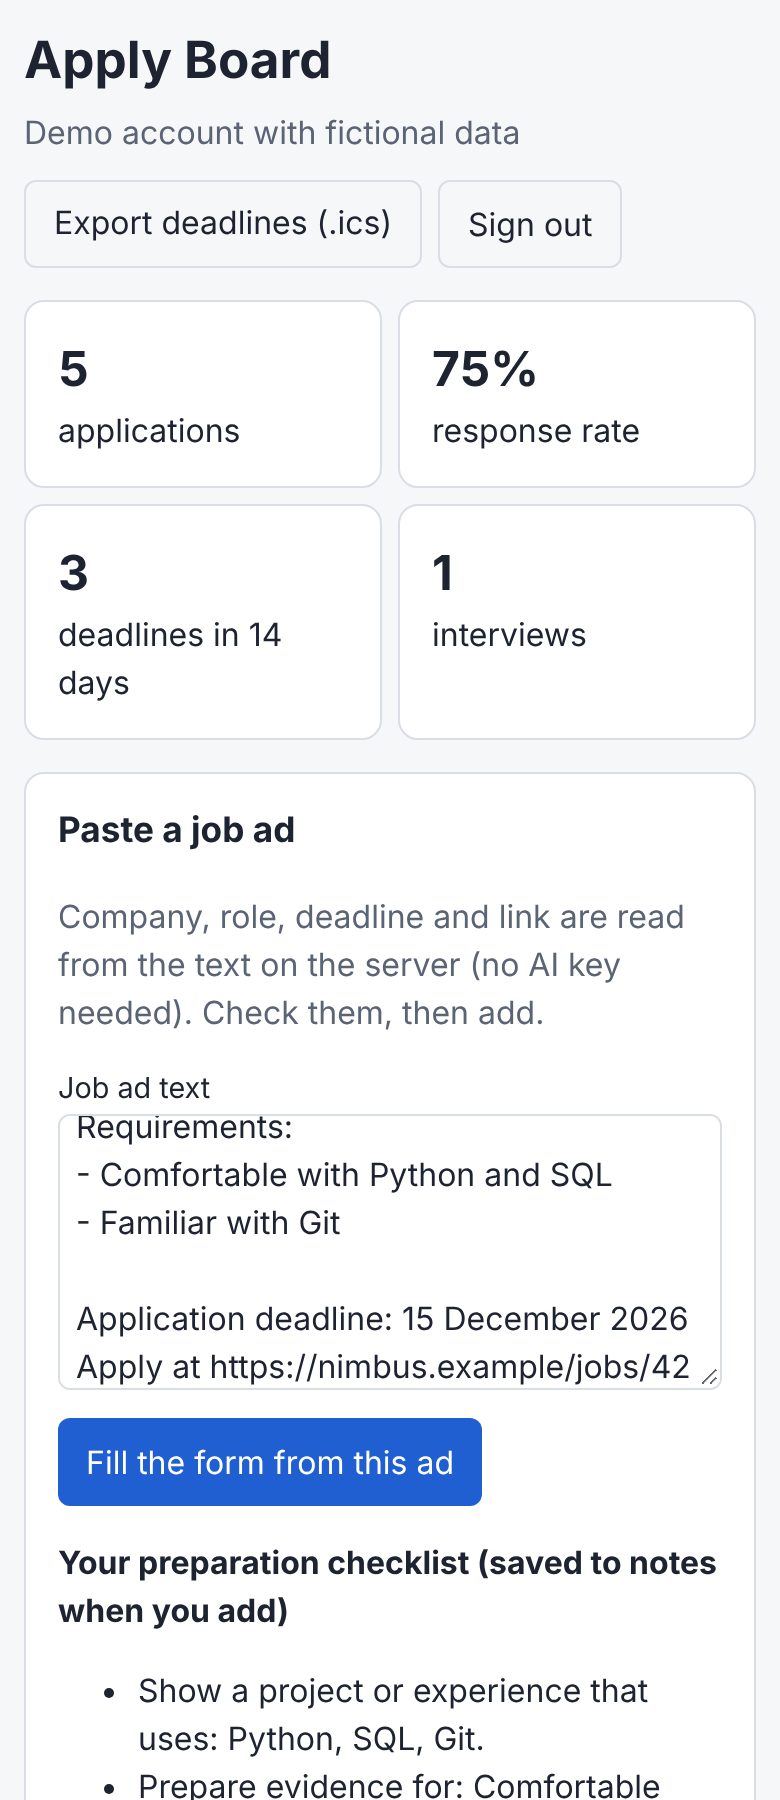 Apply Board
Demo account with fictional data
Export deadlines (.ics)
Sign out
5
applications
75%
response rate
3
deadlines in 14
days
1
interviews
Paste a job ad
Company, role, deadline and link are read
from the text on the server (no AI key
needed). Check them, then add.
Job ad text
Requirements:
- Comfortable with Python and SQL
- Familiar with Git
Application deadline: 15 December 2026
Apply at https://nimbus.example/jobs/42
Fill the form from this ad
Your preparation checklist (saved to notes
when you add)
• Show a project or experience that
uses: Python, SQL, Git.
• Prepare evidence for: Comfortable